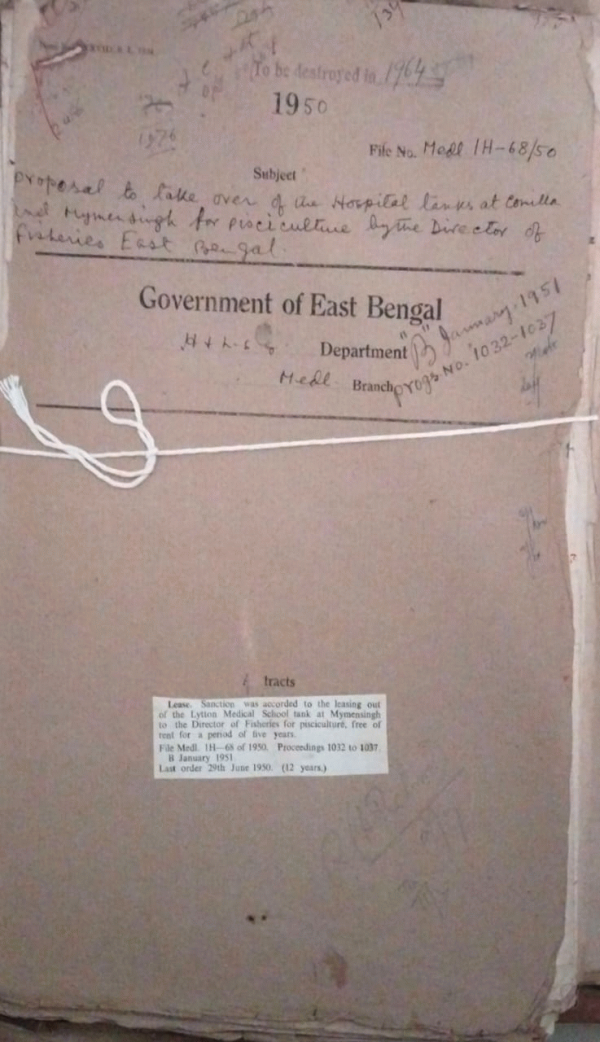 To be destroyed in 1964
1950
1976
File No. Medl 1H-68/50
Subject
proposal to take over of the Hospital tanks at Comilla
and Mymensingh for pisciculture by the Director of
Fisheries East Bengal.
Government of East Bengal
H & L-S G Department
"B" January-1951
Medl. Branch
Progs. No. 1032-1037
tracts
Lease. Sanction was accorded to the leasing out
of the Lytton Medical School tank at Mymensingh
to the Director of Fisheries for pisciculture, free of
rent for a period of five years.
File Medl. 1H—68 of 1950. Proceedings 1032 to 1037.
B January 1951.
Last order 29th June 1950. (12 years.)